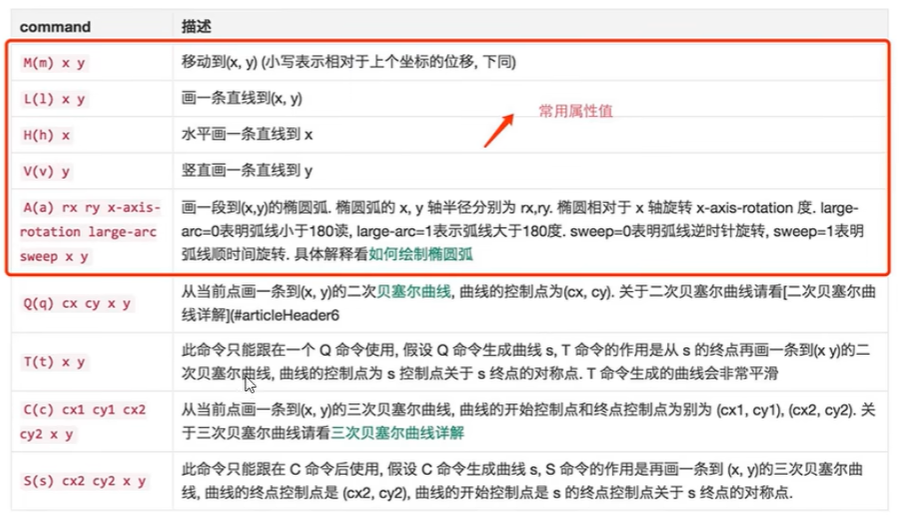 command 描述
M(m) x y 移动到(x, y) (小写表示相对于上个坐标的位移, 下同)
L(l) x y 画一条直线到(x, y)
常用属性值
H(h) x 水平画一条直线到 x
V(v) y 竖直画一条直线到 y
A(a) rx ry x-axis-
rotation large-arc
sweep x y
画一段到(x,y)的椭圆弧. 椭圆弧的 x, y 轴半径分别为 rx,ry. 椭圆相对于 x 轴旋转 x-axis-rotation 度. large-
arc=0表明弧线小于180读, large-arc=1表示弧线大于180度. sweep=0表明弧线逆时针旋转, sweep=1表明
弧线顺时间旋转. 具体解释看如何绘制椭圆弧
Q(q) cx cy x y
从当前点画一条到(x, y)的二次贝塞尔曲线, 曲线的控制点为(cx, cy). 关于二次贝塞尔曲线请看[二次贝塞尔曲
线详解](#articleHeader6
T(t) x y
此命令只能跟在一个 Q 命令使用, 假设 Q 命令生成曲线 s, T 命令的作用是从 s 的终点再画一条到(x y)的二
次贝塞尔曲线, 曲线的控制点为 s 控制点关于 s 终点的对称点. T 命令生成的曲线会非常平滑
C(c) cx1 cy1 cx2
cy2 x y
从当前点画一条到(x, y)的三次贝塞尔曲线, 曲线的开始控制点和终点控制点为别为 (cx1, cy1), (cx2, cy2). 关
于三次贝塞尔曲线请看三次贝塞尔曲线详解
S(s) cx2 cy2 x y
此命令只能跟在 C 命令后使用, 假设 C 命令生成曲线 s, S 命令的作用是再画一条到 (x, y)的三次贝塞尔曲
线, 曲线的终点控制点是 (cx2, cy2), 曲线的开始控制点是 s 的终点控制点关于 s 终点的对称点.